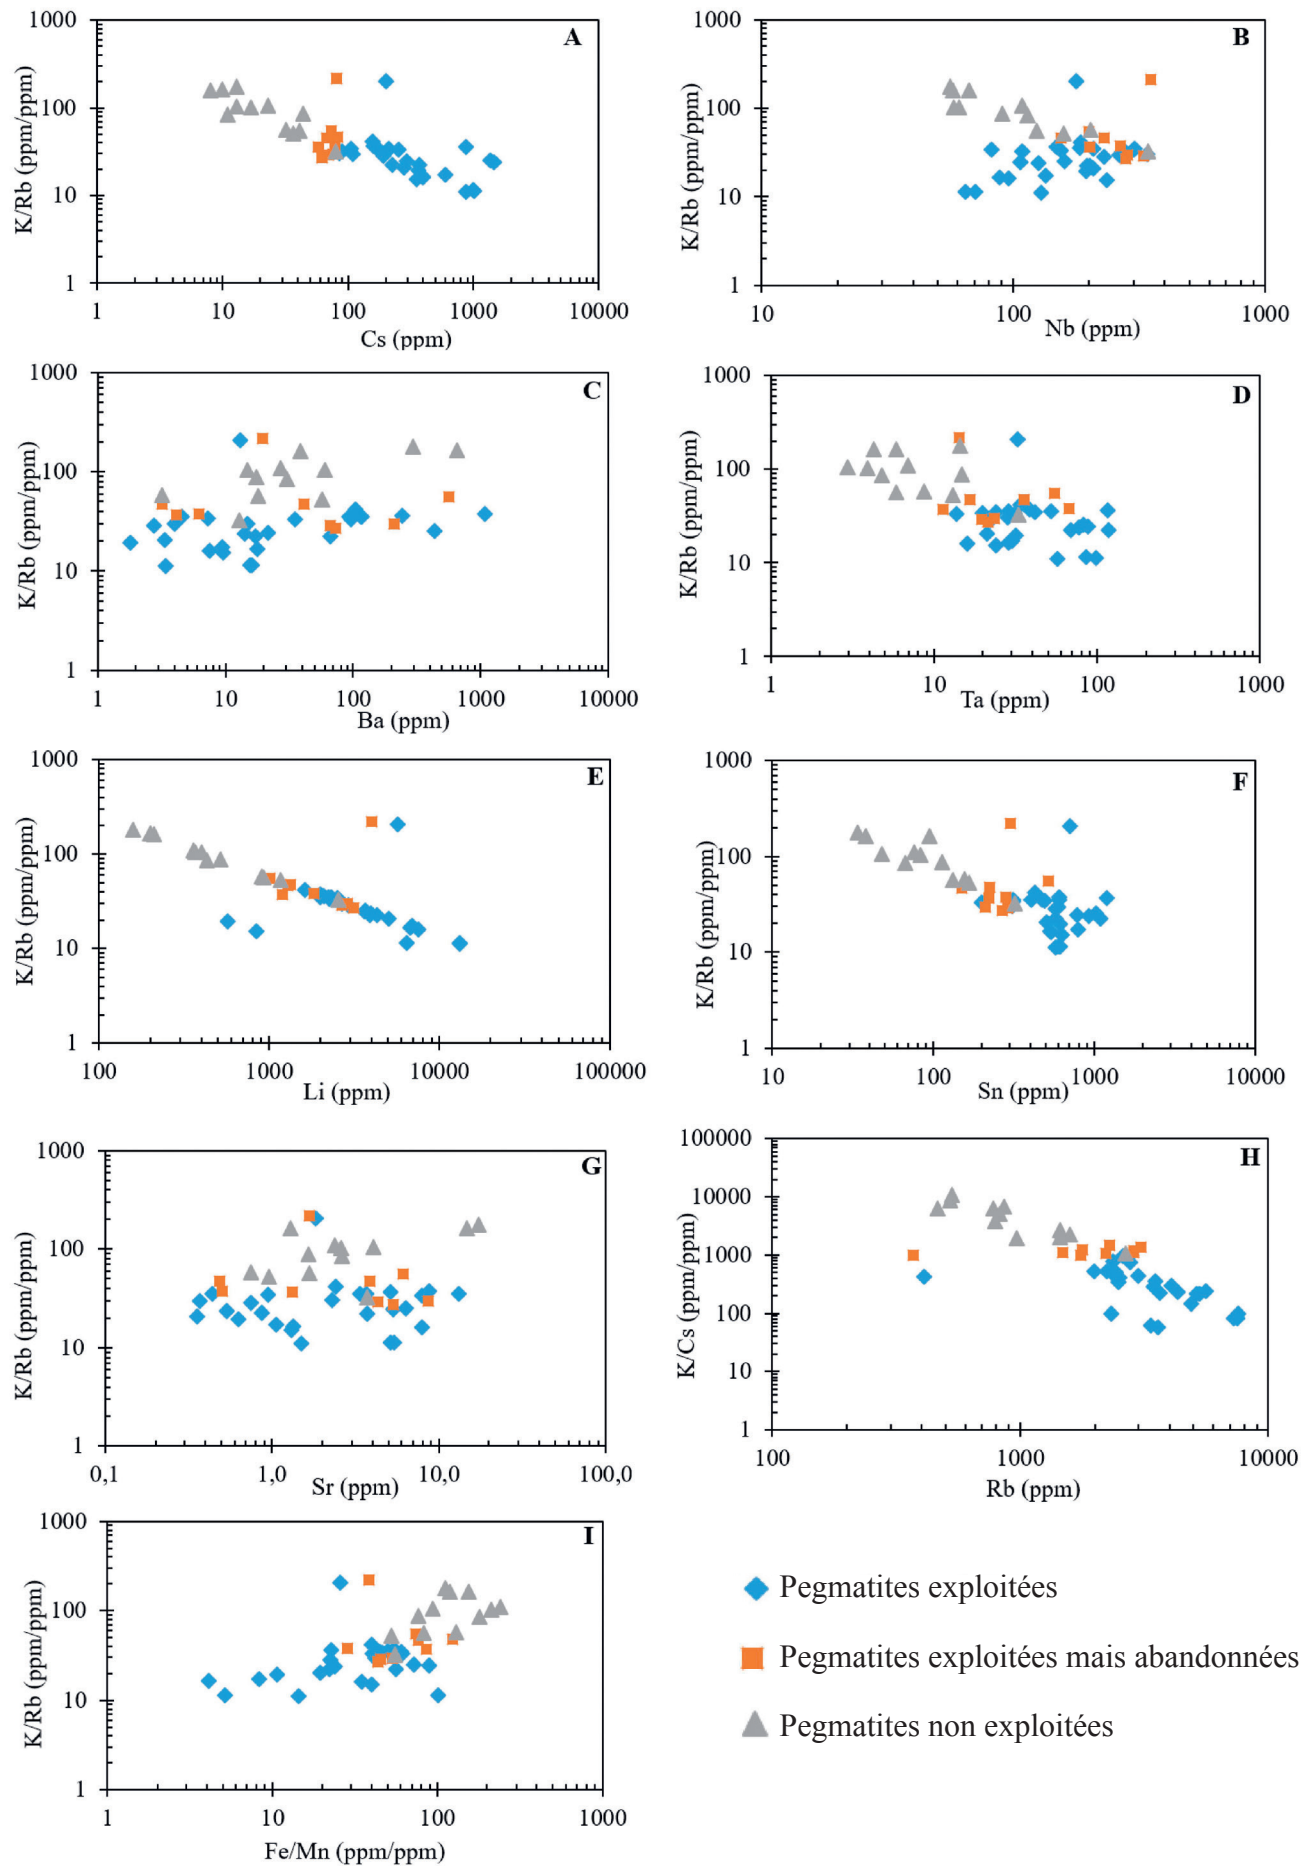 A
K/Rb (ppm/ppm)
1000
100
10
1
1
10
100
1000
10000
Cs (ppm)
B
K/Rb (ppm/ppm)
1000
100
10
1
10
100
1000
Nb (ppm)
C
K/Rb (ppm/ppm)
1000
100
10
1
1
10
100
1000
10000
Ba (ppm)
D
K/Rb (ppm/ppm)
1000
100
10
1
1
10
100
1000
Ta (ppm)
E
K/Rb (ppm/ppm)
1000
100
10
1
100
1000
10000
100000
Li (ppm)
F
K/Rb (ppm/ppm)
1000
100
10
1
10
100
1000
10000
Sn (ppm)
G
K/Rb (ppm/ppm)
1000
100
10
1
0,1
1,0
10,0
100,0
Sr (ppm)
H
K/Cs (ppm/ppm)
100000
10000
1000
100
10
1
100
1000
10000
Rb (ppm)
I
K/Rb (ppm/ppm)
1000
100
10
1
1
10
100
1000
Fe/Mn (ppm/ppm)
Pegmatites exploitées
Pegmatites exploitées mais abandonnées
Pegmatites non exploitées